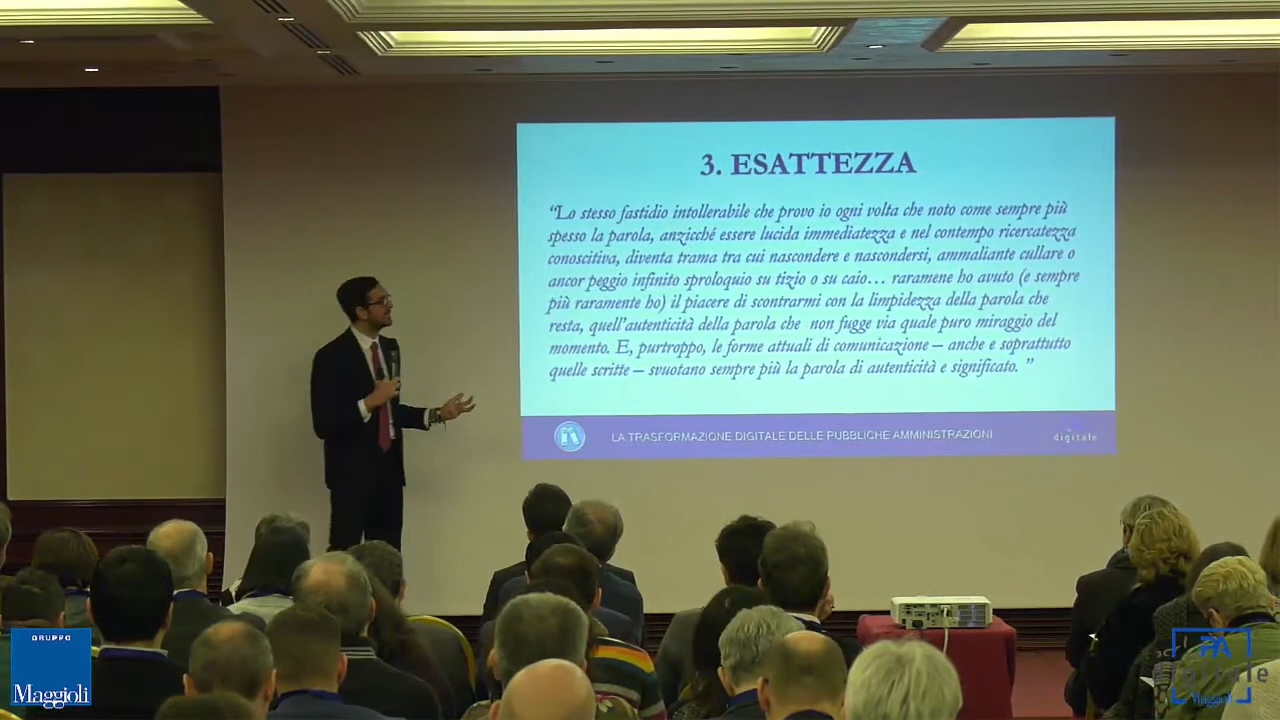 3. ESATTEZZA
“Lo stesso fastidio intollerabile che provo io ogni volta che noto come sempre più
spesso la parola, anzicché essere lucida immediatezza e nel contempo ricercatezza
conoscitiva, diventa trama tra cui nascondere e nascondersi, ammaliante cullare o
ancor peggio infinito sproloquio su tizio o su caio… raramene ho avuto (e sempre
più raramente ho) il piacere di scontrarmi con la limpidezza della parola che
resta, quell’autenticità della parola che non fugge via quale puro miraggio del
momento. E, purtroppo, le forme attuali di comunicazione – anche e soprattutto
quelle scritte – svuotano sempre più la parola di autenticità e significato. ”
LA TRASFORMAZIONE DIGITALE DELLE PUBBLICHE AMMINISTRAZIONI
digitale
GRUPPO
Maggioli
PA
digitale
Maggioli